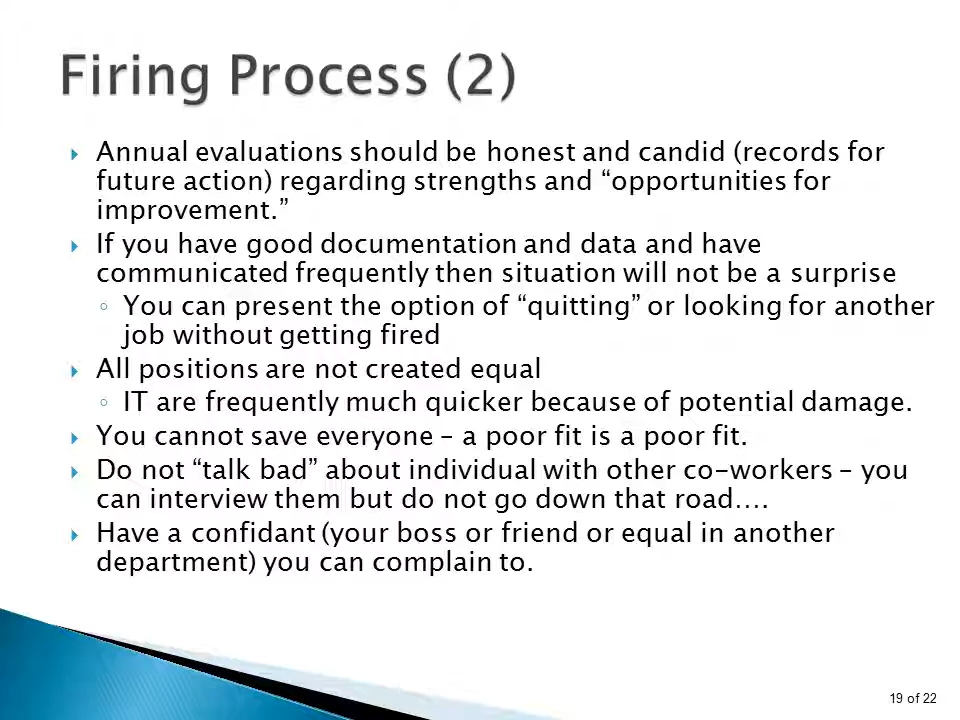 Firing Process (2)
Annual evaluations should be honest and candid (records for
future action) regarding strengths and “opportunities for
improvement.”
If you have good documentation and data and have
communicated frequently then situation will not be a surprise
You can present the option of “quitting” or looking for another
job without getting fired
All positions are not created equal
IT are frequently much quicker because of potential damage.
You cannot save everyone – a poor fit is a poor fit.
Do not “talk bad” about individual with other co-workers – you
can interview them but do not go down that road….
Have a confidant (your boss or friend or equal in another
department) you can complain to.
19 of 22